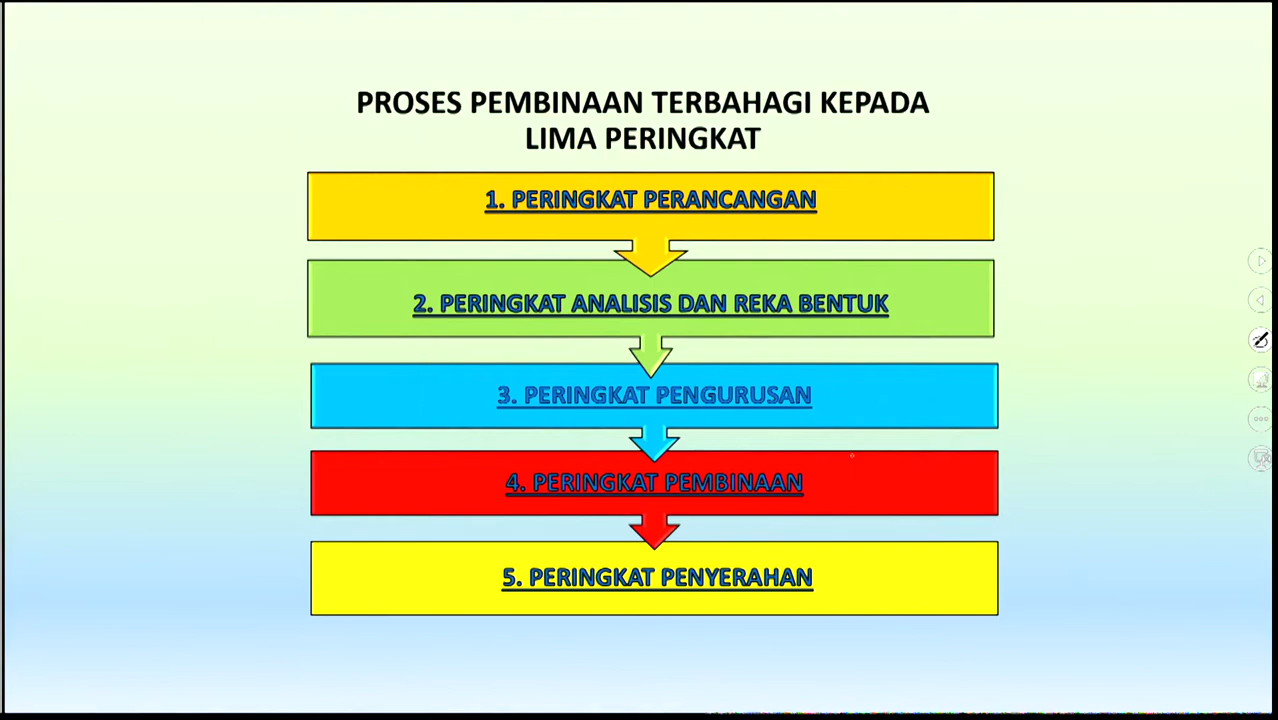 PROSES PEMBINAAN TERBAHAGI KEPADA
LIMA PERINGKAT
1. PERINGKAT PERANCANGAN
2. PERINGKAT ANALISIS DAN REKA BENTUK
3. PERINGKAT PENGURUSAN
4. PERINGKAT PEMBINAAN
5. PERINGKAT PENYERAHAN